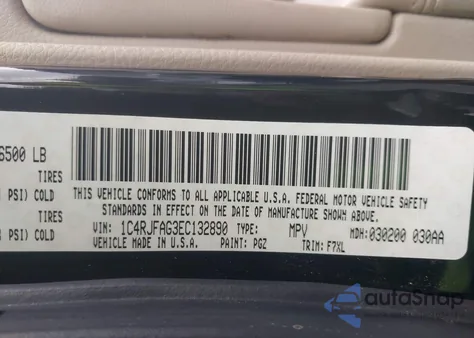 6500 LB
TIRES
PSI) COLD
THIS VEHICLE CONFORMS TO ALL APPLICABLE U.S.A. FEDERAL MOTOR VEHICLE SAFETY
STANDARDS IN EFFECT ON THE DATE OF MANUFACTURE SHOWN ABOVE.
TIRES
PSI) COLD
VIN: 1C4RJFAG3EC132890 TYPE: MPV MDH: 030200 030AA
VEHICLE MADE IN U.S.A. PAINT: PGZ TRIM: F7XL
autoSnap